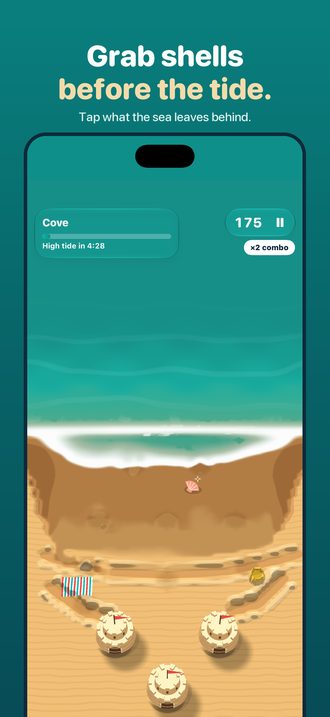 Grab shells
before the tide.
Tap what the sea leaves behind.
Cove
175
High tide in 4:28
×2 combo